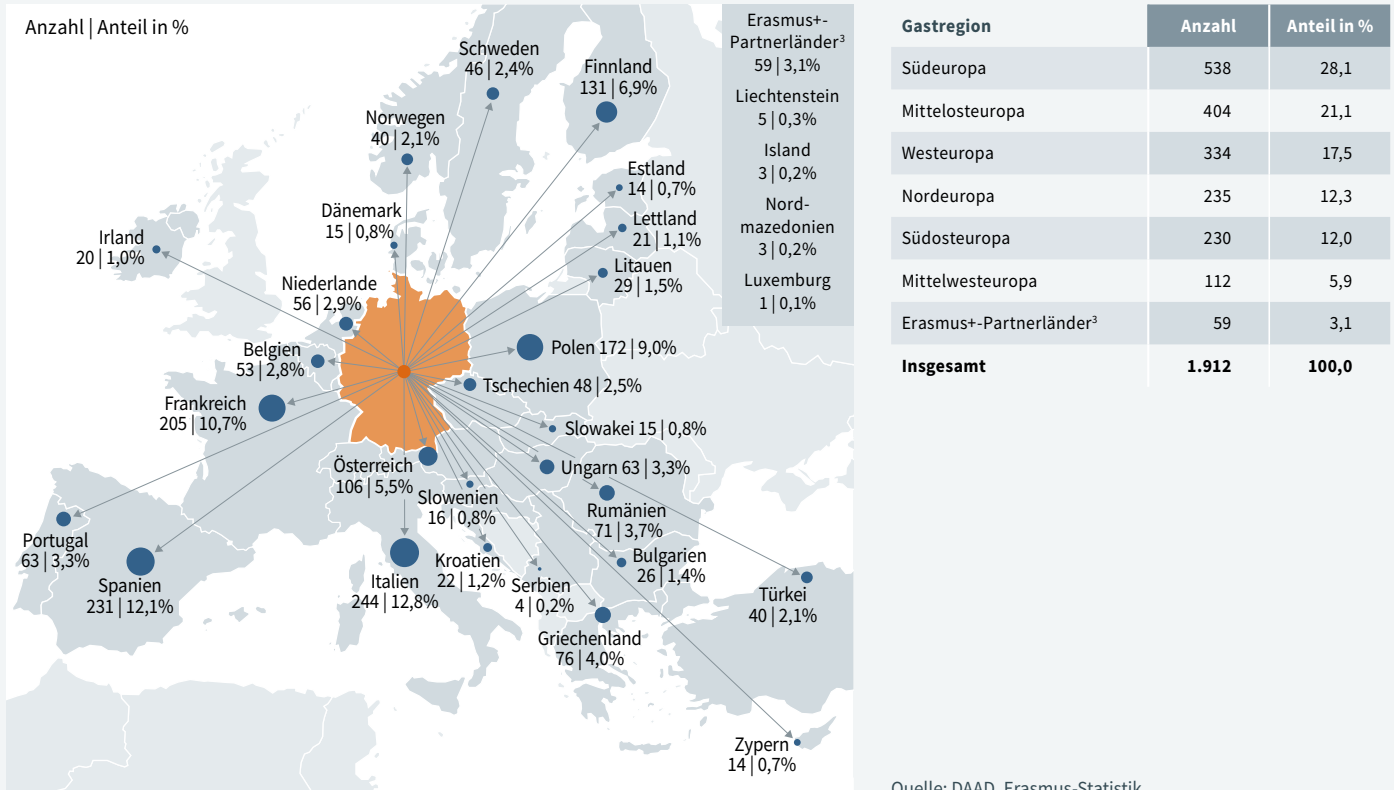 Anzahl | Anteil in %
Schweden
46 | 2,4%
Finnland
131 | 6,9%
Norwegen
40 | 2,1%
Estland
14 | 0,7%
Dänemark
15 | 0,8%
Lettland
21 | 1,1%
Irland
20 | 1,0%
Litauen
29 | 1,5%
Niederlande
56 | 2,9%
Belgien
53 | 2,8%
Polen 172 | 9,0%
Tschechien 48 | 2,5%
Frankreich
205 | 10,7%
Slowakei 15 | 0,8%
Österreich
106 | 5,5%
Ungarn 63 | 3,3%
Slowenien
16 | 0,8%
Rumänien
71 | 3,7%
Portugal
63 | 3,3%
Spanien
231 | 12,1%
Italien
244 | 12,8%
Kroatien
22 | 1,2%
Serbien
4 | 0,2%
Bulgarien
26 | 1,4%
Türkei
40 | 2,1%
Griechenland
76 | 4,0%
Zypern
14 | 0,7%
Erasmus+-
Partnerländer³
59 | 3,1%
Liechtenstein
5 | 0,3%
Island
3 | 0,2%
Nord-
mazedonien
3 | 0,2%
Luxemburg
1 | 0,1%
Gastregion Anzahl Anteil in %
Südeuropa 538 28,1
Mittelosteuropa 404 21,1
Westeuropa 334 17,5
Nordeuropa 235 12,3
Südosteuropa 230 12,0
Mittelwesteuropa 112 5,9
Erasmus+-Partnerländer³ 59 3,1
Insgesamt 1.912 100,0
Quelle: DAAD, Erasmus-Statistik